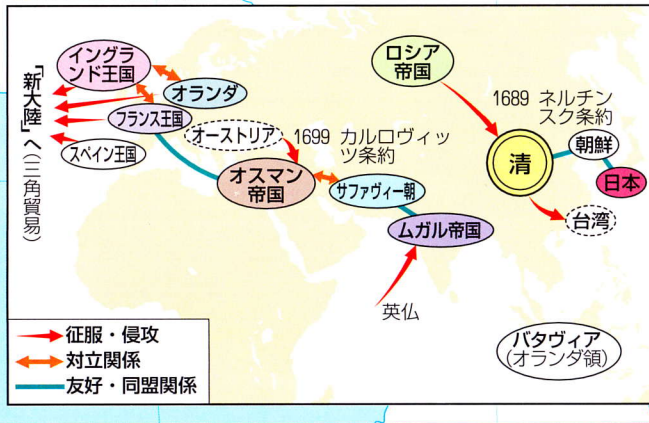 イングラ
ンド王国
オランダ
フランス王国
スペイン王国
「新大陸」へ(三角貿易)
オーストリア
1699 カルロヴィッ
ツ条約
オスマン
帝国
サファヴィー朝
ムガル帝国
英仏
ロシア
帝国
1689 ネルチン
スク条約
清
朝鮮
日本
台湾
バタヴィア
(オランダ領)
征服・侵攻
対立関係
友好・同盟関係